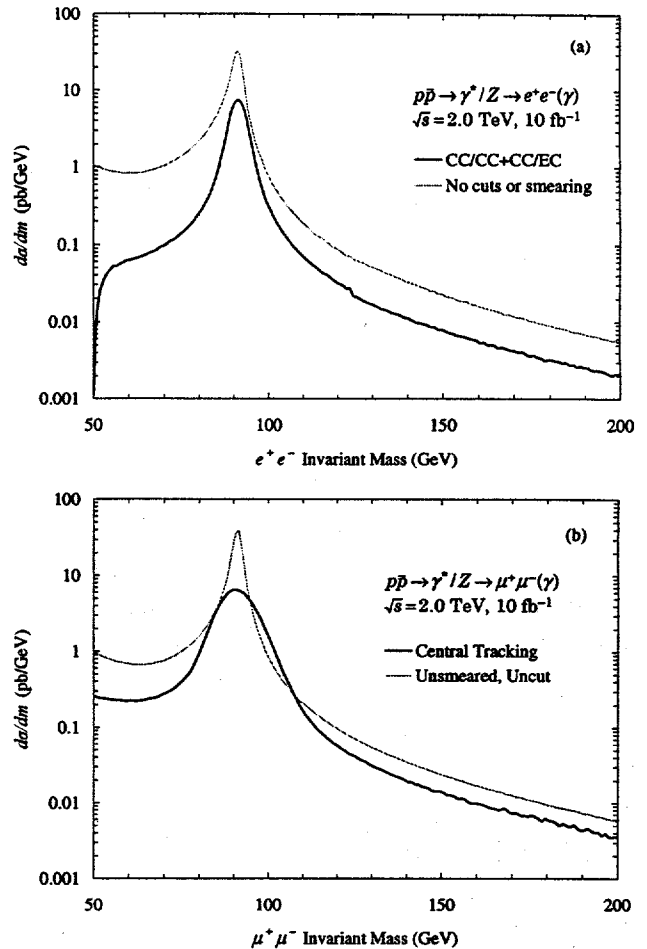 100
10
1
0.1
0.01
0.001
dσ/dm (pb/GeV)
(a)
pp̄→γ*/Z→e⁺e⁻(γ)
√s̄=2.0 TeV, 10 fb⁻¹
CC/CC+CC/EC
No cuts or smearing
50 100 150 200
e⁺e⁻ Invariant Mass (GeV)
100
10
1
0.1
0.01
0.001
dσ/dm (pb/GeV)
(b)
pp̄→γ*/Z→μ⁺μ⁻(γ)
√s̄=2.0 TeV, 10 fb⁻¹
Central Tracking
Unsmeared, Uncut
50 100 150 200
μ⁺μ⁻ Invariant Mass (GeV)